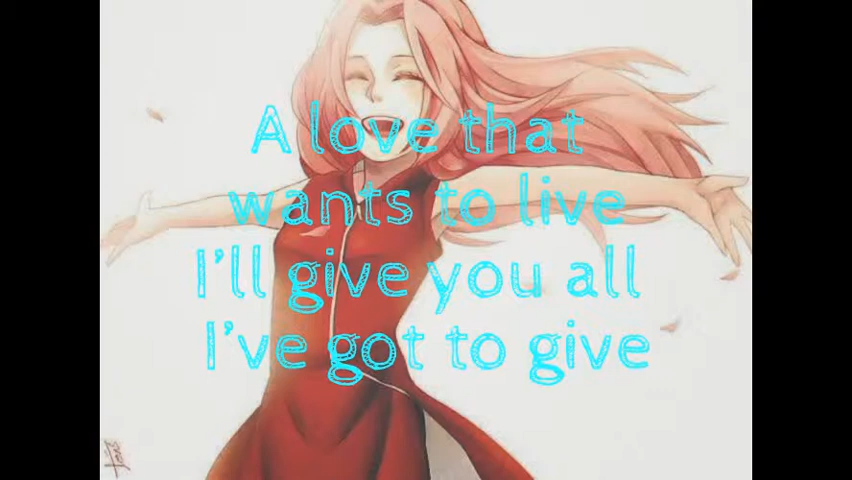 A love that
wants to live
I'll give you all
I've got to give